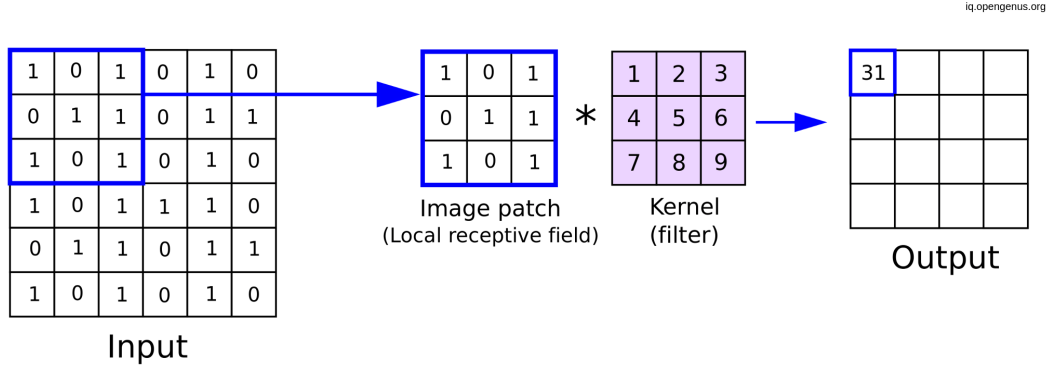 iq.opengenus.org
1 0 1 0 1 0
0 1 1 0 1 1
1 0 1 0 1 0
1 0 1 1 1 0
0 1 1 0 1 1
1 0 1 0 1 0
Input
1 0 1
0 1 1
1 0 1
Image patch
(Local receptive field)
*
1 2 3
4 5 6
7 8 9
Kernel
(filter)
31
Output